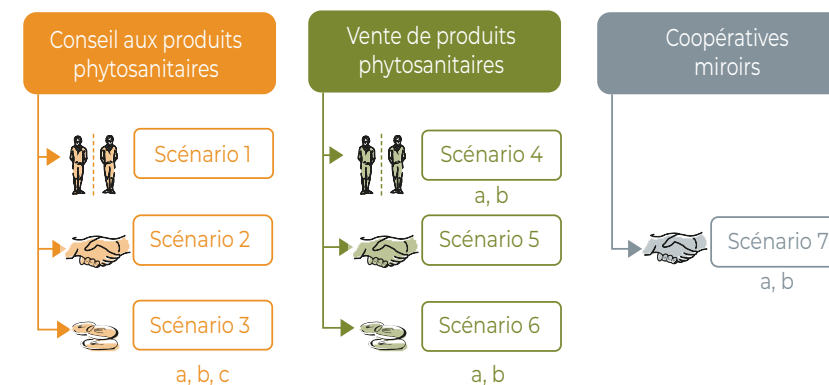 Conseil aux produits
phytosanitaires
Scénario 1
Scénario 2
Scénario 3
a, b, c
Vente de produits
phytosanitaires
Scénario 4
a, b
Scénario 5
Scénario 6
a, b
Coopératives
miroirs
Scénario 7
a, b